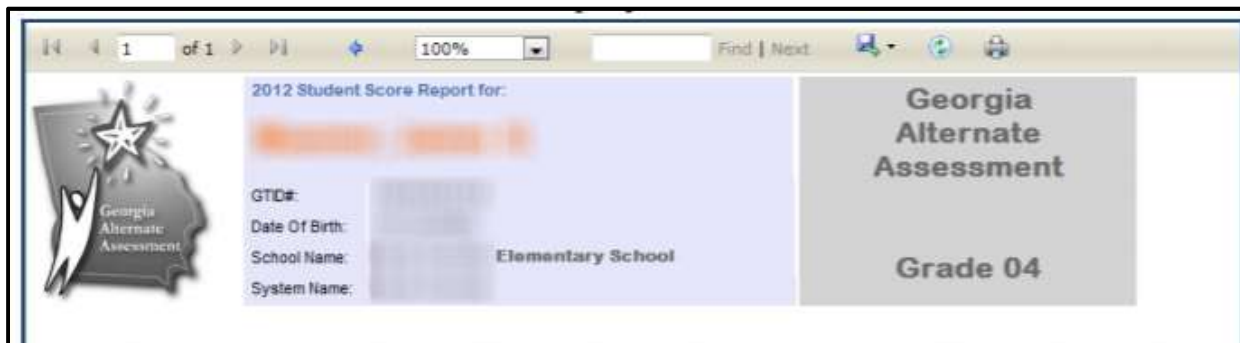 1 of 1 100% Find | Next
2012 Student Score Report for:
Georgia
Alternate
Assessment
GTID#:
Date Of Birth:
School Name: Elementary School
System Name:
Georgia
Alternate
Assessment
Grade 04